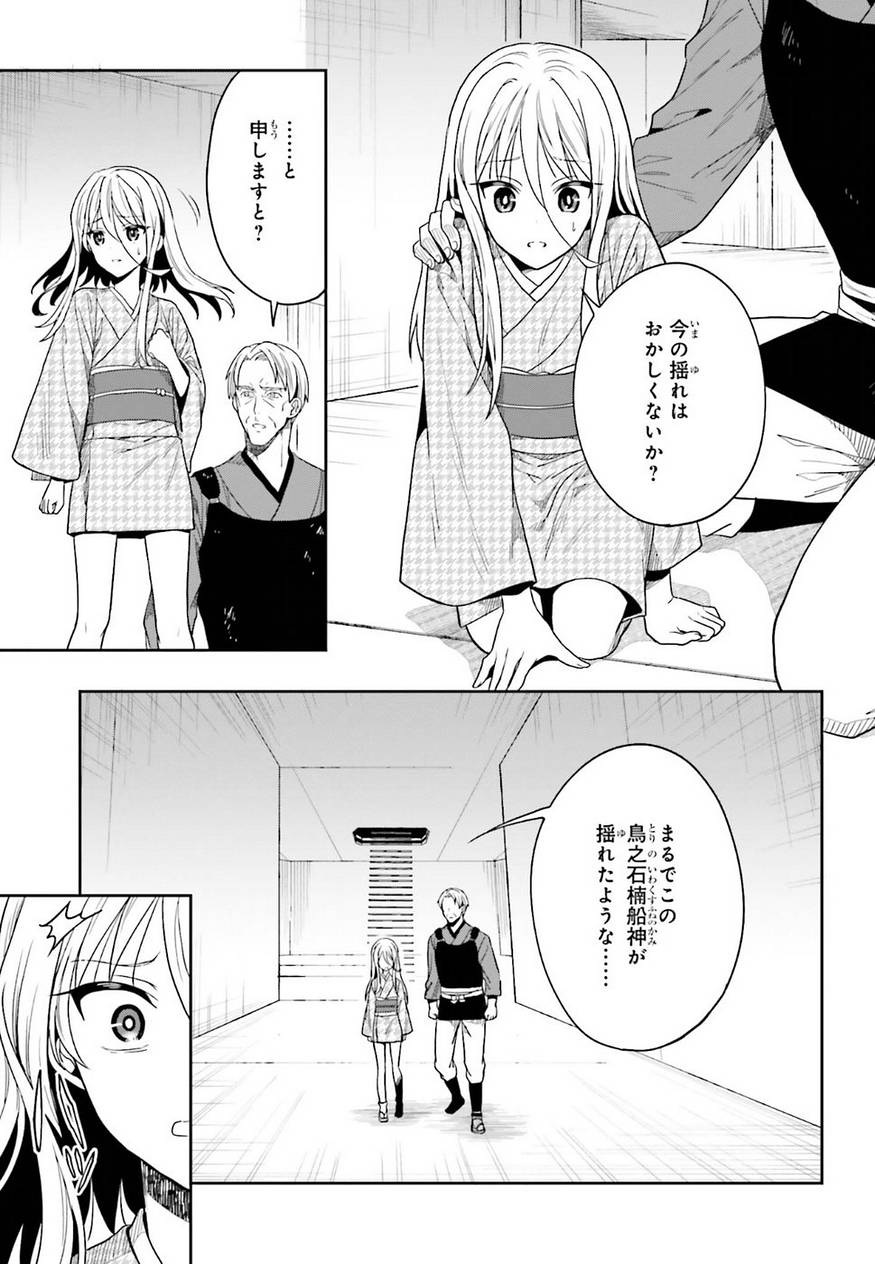 今の揺れは
おかしくないか？
……と
申しますと？
まるでこの
鳥之石楠船神が
揺れたような……